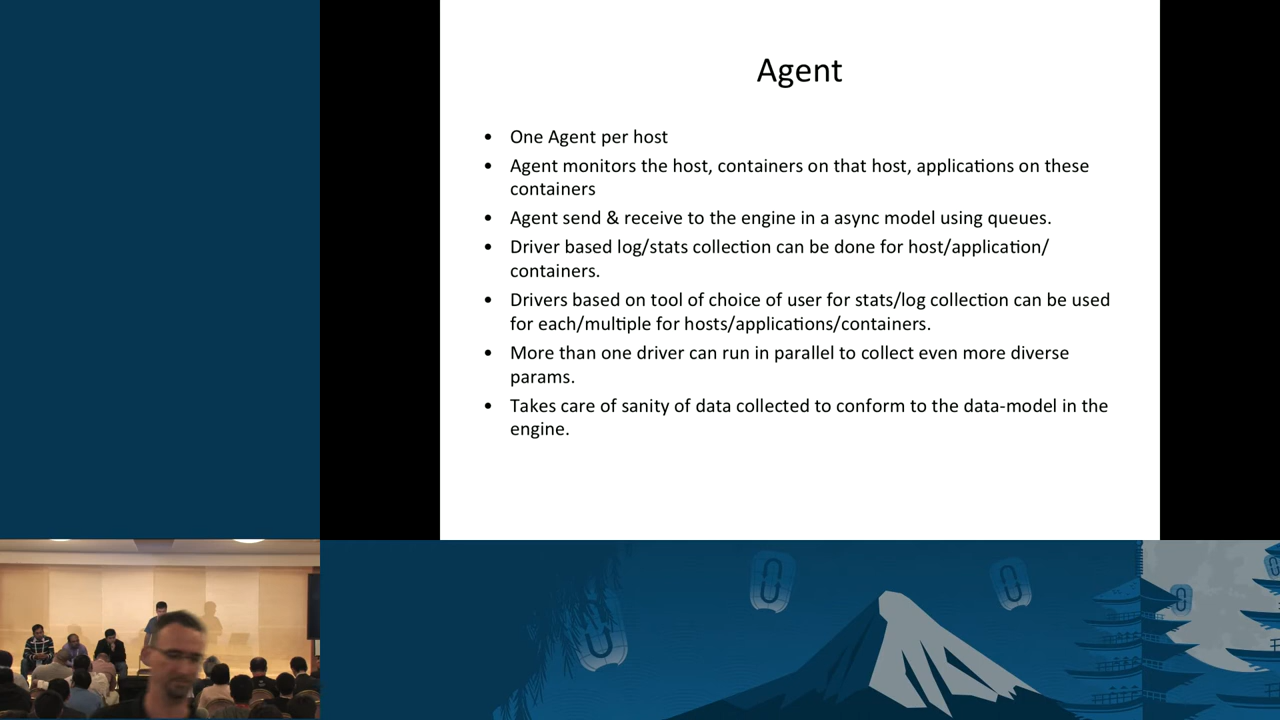 Agent
• One Agent per host
• Agent monitors the host, containers on that host, applications on these
containers
• Agent send & receive to the engine in a async model using queues.
• Driver based log/stats collection can be done for host/application/
containers.
• Drivers based on tool of choice of user for stats/log collection can be used
for each/multiple for hosts/applications/containers.
• More than one driver can run in parallel to collect even more diverse
params.
• Takes care of sanity of data collected to conform to the data-model in the
engine.